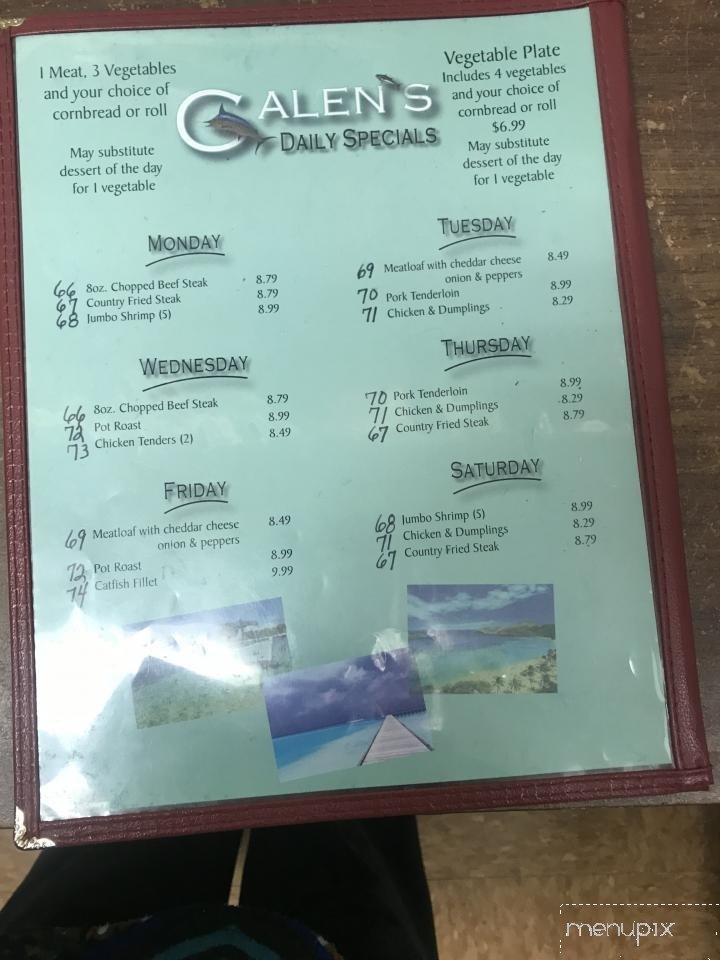 1 Meat, 3 Vegetables
and your choice of
cornbread or roll
May substitute
dessert of the day
for 1 vegetable
GALEN'S
DAILY SPECIALS
Vegetable Plate
Includes 4 vegetables
and your choice of
cornbread or roll
$6.99
May substitute
dessert of the day
for 1 vegetable
MONDAY
66 8oz. Chopped Beef Steak 8.79
67 Country Fried Steak 8.79
68 Jumbo Shrimp (5) 8.99
TUESDAY
69 Meatloaf with cheddar cheese 8.49
onion & peppers
70 Pork Tenderloin 8.99
71 Chicken & Dumplings 8.29
WEDNESDAY
66 8oz. Chopped Beef Steak 8.79
72 Pot Roast 8.99
73 Chicken Tenders (2) 8.49
THURSDAY
70 Pork Tenderloin 8.99
71 Chicken & Dumplings 8.29
67 Country Fried Steak 8.79
FRIDAY
69 Meatloaf with cheddar cheese 8.49
onion & peppers
72 Pot Roast 8.99
74 Catfish Fillet 9.99
SATURDAY
68 Jumbo Shrimp (5) 8.99
71 Chicken & Dumplings 8.29
67 Country Fried Steak 8.79
menupix